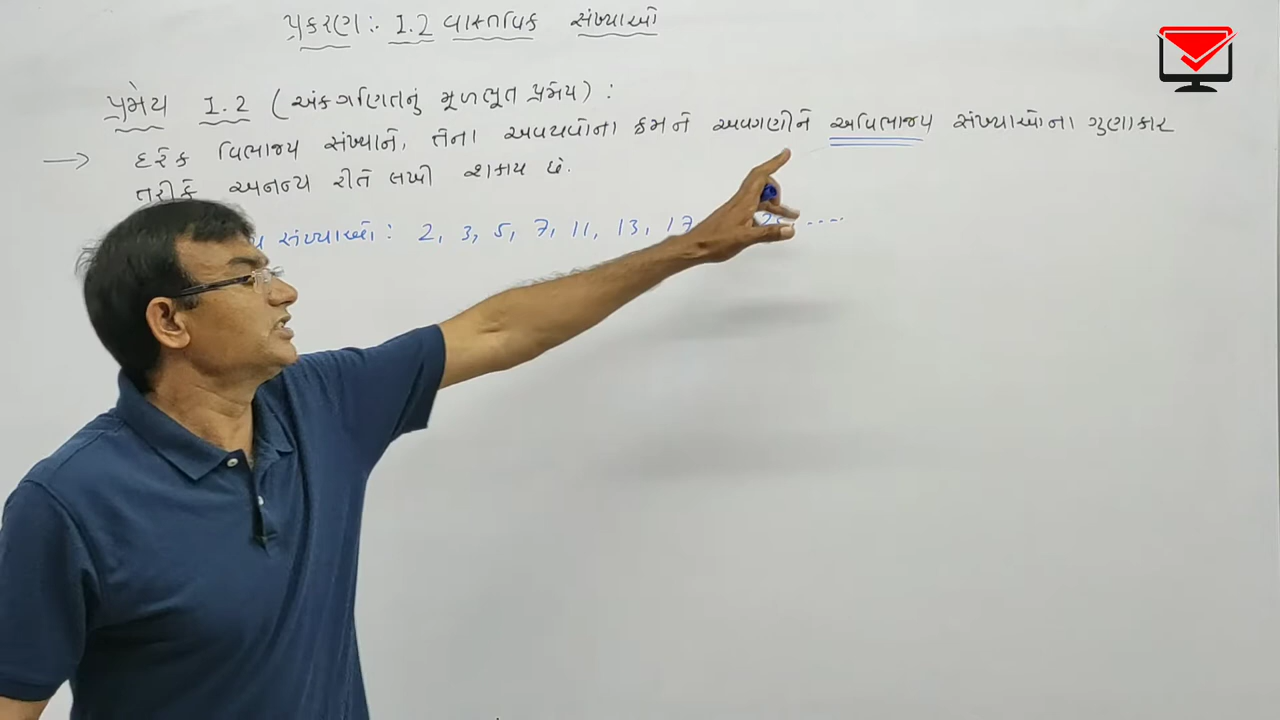 પ્રકરણ :- 1.2 વાસ્તવિક સંખ્યાઓ
પ્રમેય 1.2 ( અંકગણિતનું મૂળભૂત પ્રમેય ) :
→ દરેક વિભાજ્ય સંખ્યાને, તેના અવયવોના ક્રમને અવગણીને અવિભાજ્ય સંખ્યાઓના ગુણાકાર
તરીકે અનન્ય રીતે લખી શકાય છે.
સંખ્યાઓ : 2, 3, 5, 7, 11, 13, 17 .....